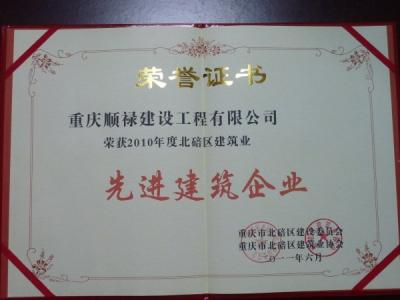 荣誉证书
重庆顺禄建设工程有限公司
荣获2010年度北碚区建筑业
先进建筑企业
重庆市北碚区建设委员会
重庆市北碚区建筑业协会
二〇一一年六月